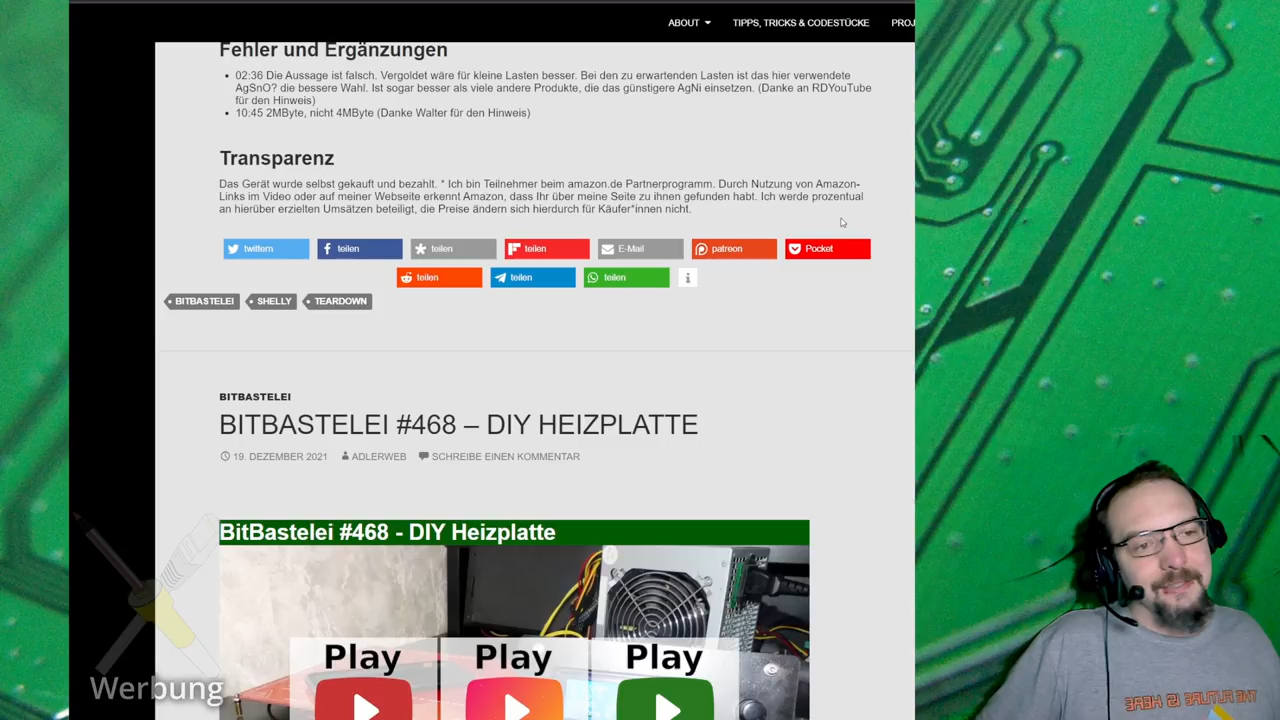 ABOUT TIPPS, TRICKS & CODESTÜCKE PROJ
Fehler und Ergänzungen
02:36 Die Aussage ist falsch. Vergoldet wäre für kleine Lasten besser. Bei den zu erwartenden Lasten ist das hier verwendete
AgSnO? die bessere Wahl. Ist sogar besser als viele andere Produkte, die das günstigere AgNi einsetzen. (Danke an RDYouTube
für den Hinweis)
10:45 2MByte, nicht 4MByte (Danke Walter für den Hinweis)
Transparenz
Das Gerät wurde selbst gekauft und bezahlt. * Ich bin Teilnehmer beim amazon.de Partnerprogramm. Durch Nutzung von Amazon-
Links im Video oder auf meiner Webseite erkennt Amazon, dass Ihr über meine Seite zu ihnen gefunden habt. Ich werde prozentual
an hierüber erzielten Umsätzen beteiligt, die Preise ändern sich hierdurch für Käufer*innen nicht.
twittern teilen teilen teilen E-Mail patreon Pocket
teilen teilen teilen
BITBASTELEI SHELLY TEARDOWN
BITBASTELEI
BITBASTELEI #468 – DIY HEIZPLATTE
19. DEZEMBER 2021 ADLERWEB SCHREIBE EINEN KOMMENTAR
BitBastelei #468 - DIY Heizplatte
Play Play Play
Werbung
THE FUTURE IS HERE